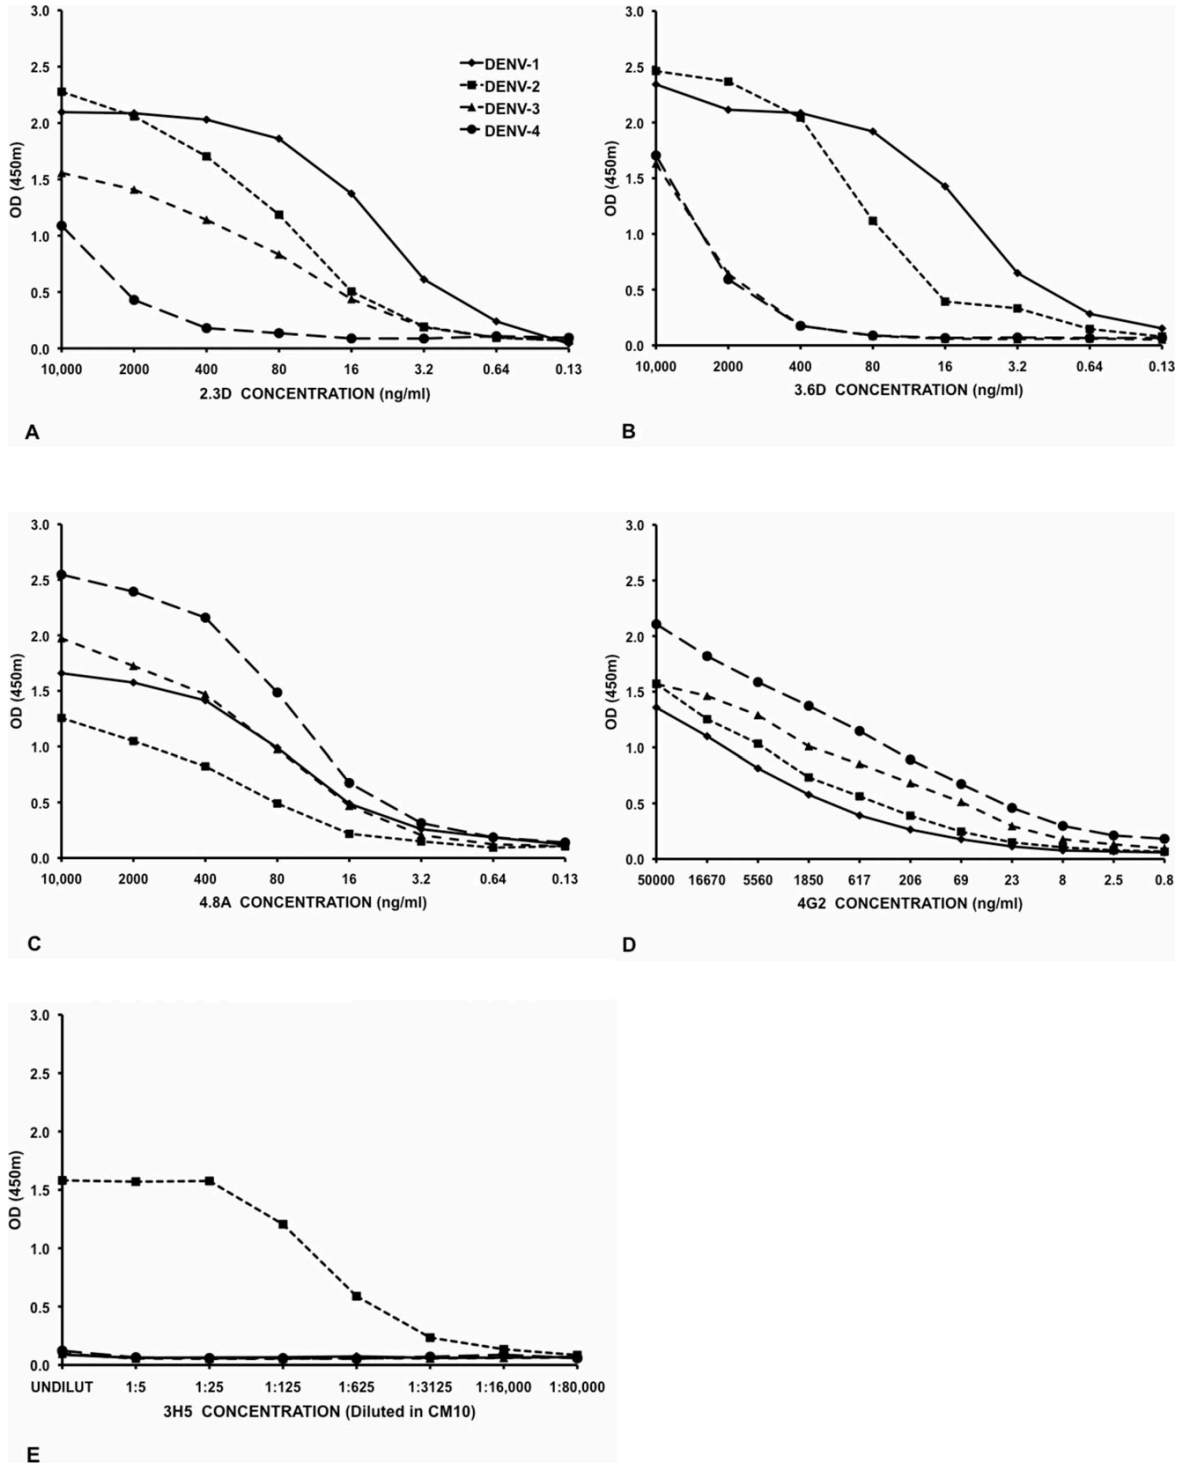 3.0
2.5
2.0
1.5
1.0
0.5
0.0
OD (450m)
DENV-1
DENV-2
DENV-3
DENV-4
10,000 2000 400 80 16 3.2 0.64 0.13
2.3D CONCENTRATION (ng/ml)
A
3.0
2.5
2.0
1.5
1.0
0.5
0.0
OD (450m)
10,000 2000 400 80 16 3.2 0.64 0.13
3.6D CONCENTRATION (ng/ml)
B
3.0
2.5
2.0
1.5
1.0
0.5
0.0
OD (450m)
10,000 2000 400 80 16 3.2 0.64 0.13
4.8A CONCENTRATION (ng/ml)
C
3.0
2.5
2.0
1.5
1.0
0.5
0.0
OD (450m)
50000 16670 5560 1850 617 206 69 23 8 2.5 0.8
4G2 CONCENTRATION (ng/ml)
D
3.0
2.5
2.0
1.5
1.0
0.5
0.0
OD (450m)
UNDILUT 1:5 1:25 1:125 1:625 1:3125 1:16,000 1:80,000
3H5 CONCENTRATION (Diluted in CM10)
E